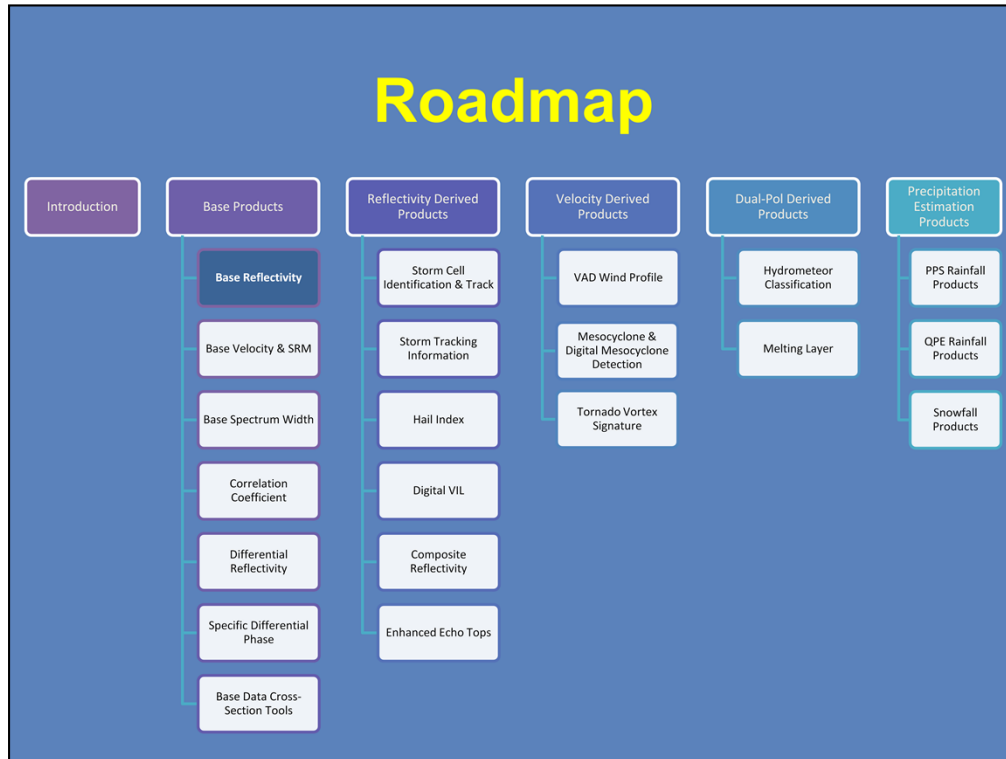 Roadmap
Introduction
Base Products
Base Reflectivity
Base Velocity & SRM
Base Spectrum Width
Correlation
Coefficient
Differential
Reflectivity
Specific Differential
Phase
Base Data Cross-
Section Tools
Reflectivity Derived
Products
Storm Cell
Identification & Track
Storm Tracking
Information
Hail Index
Digital VIL
Composite
Reflectivity
Enhanced Echo Tops
Velocity Derived
Products
VAD Wind Profile
Mesocyclone &
Digital Mesocyclone
Detection
Tornado Vortex
Signature
Dual-Pol Derived
Products
Hydrometeor
Classification
Melting Layer
Precipitation
Estimation
Products
PPS Rainfall
Products
QPE Rainfall
Products
Snowfall
Products